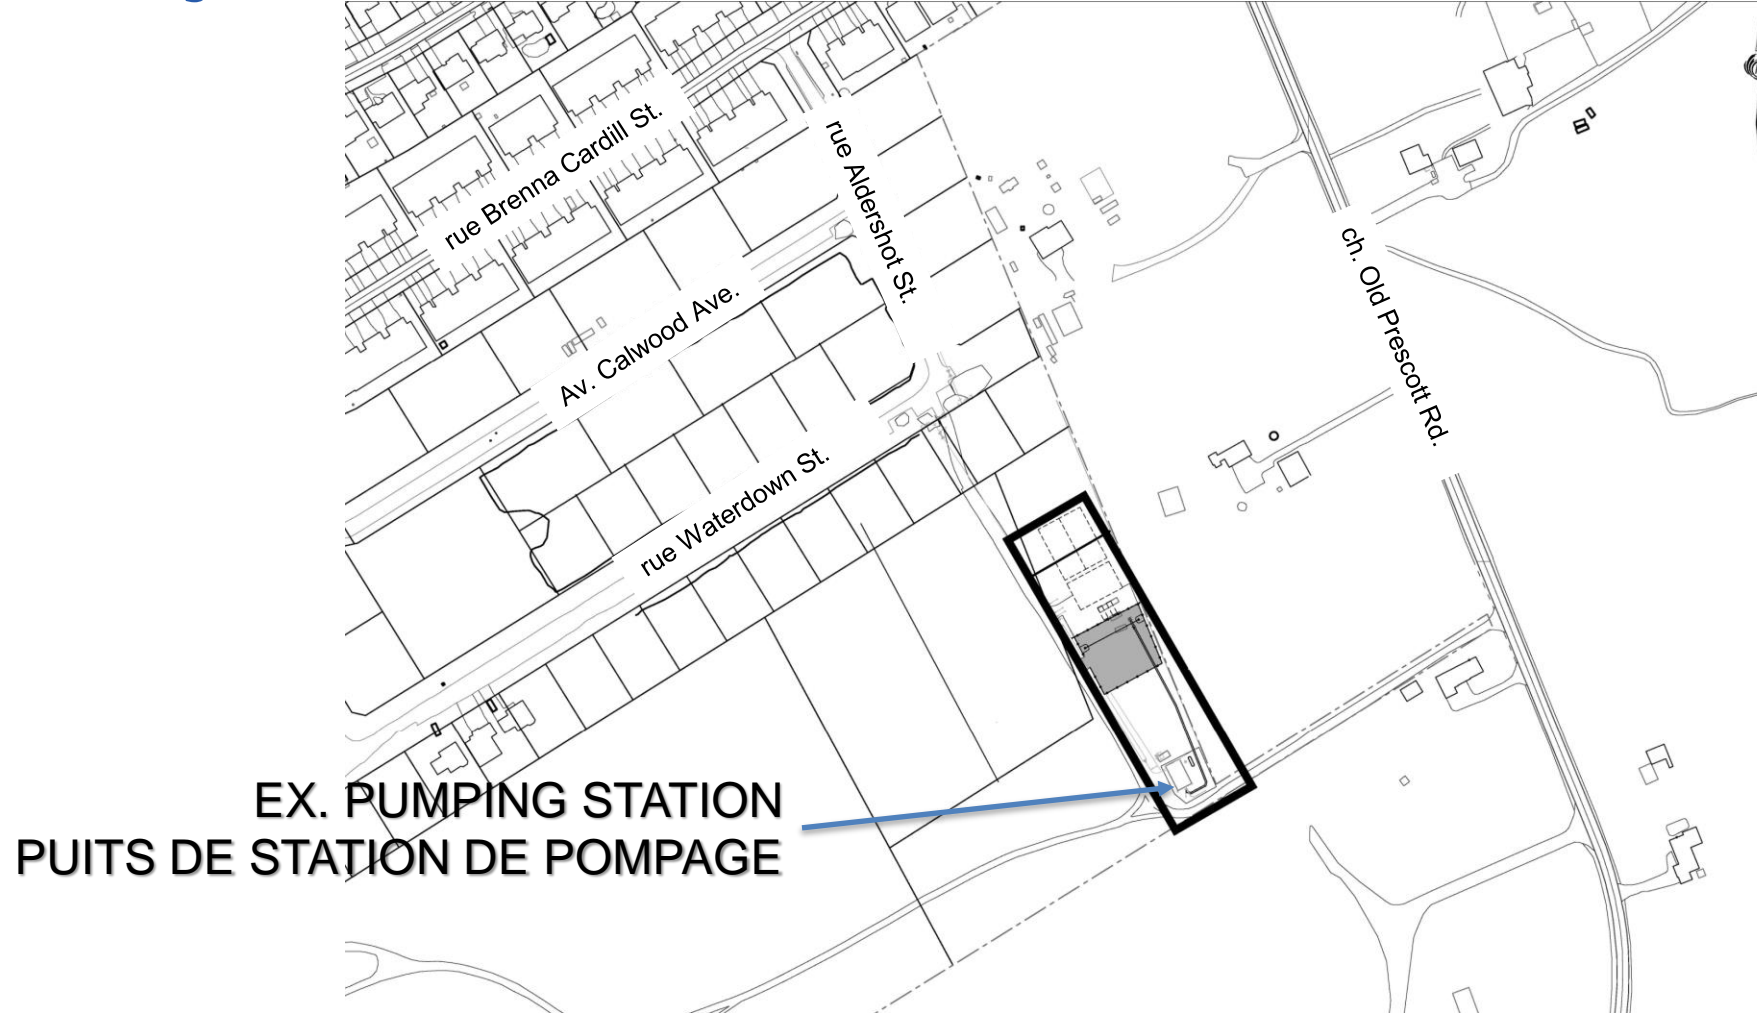 rue Brenna Cardill St.
rue Aldershot St.
Av. Calwood Ave.
ch. Old Prescott Rd.
rue Waterdown St.
EX. PUMPING STATION
PUITS DE STATION DE POMPAGE